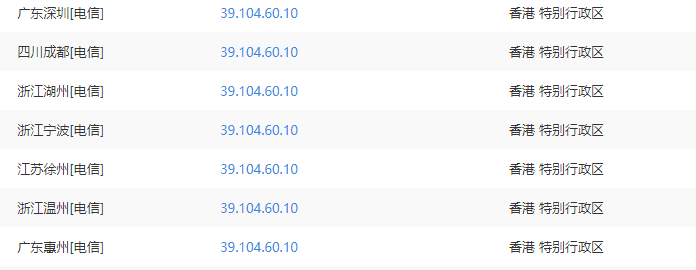 广东深圳[电信] 39.104.60.10 香港 特别行政区
四川成都[电信] 39.104.60.10 香港 特别行政区
浙江湖州[电信] 39.104.60.10 香港 特别行政区
浙江宁波[电信] 39.104.60.10 香港 特别行政区
江苏徐州[电信] 39.104.60.10 香港 特别行政区
浙江温州[电信] 39.104.60.10 香港 特别行政区
广东惠州[电信] 39.104.60.10 香港 特别行政区